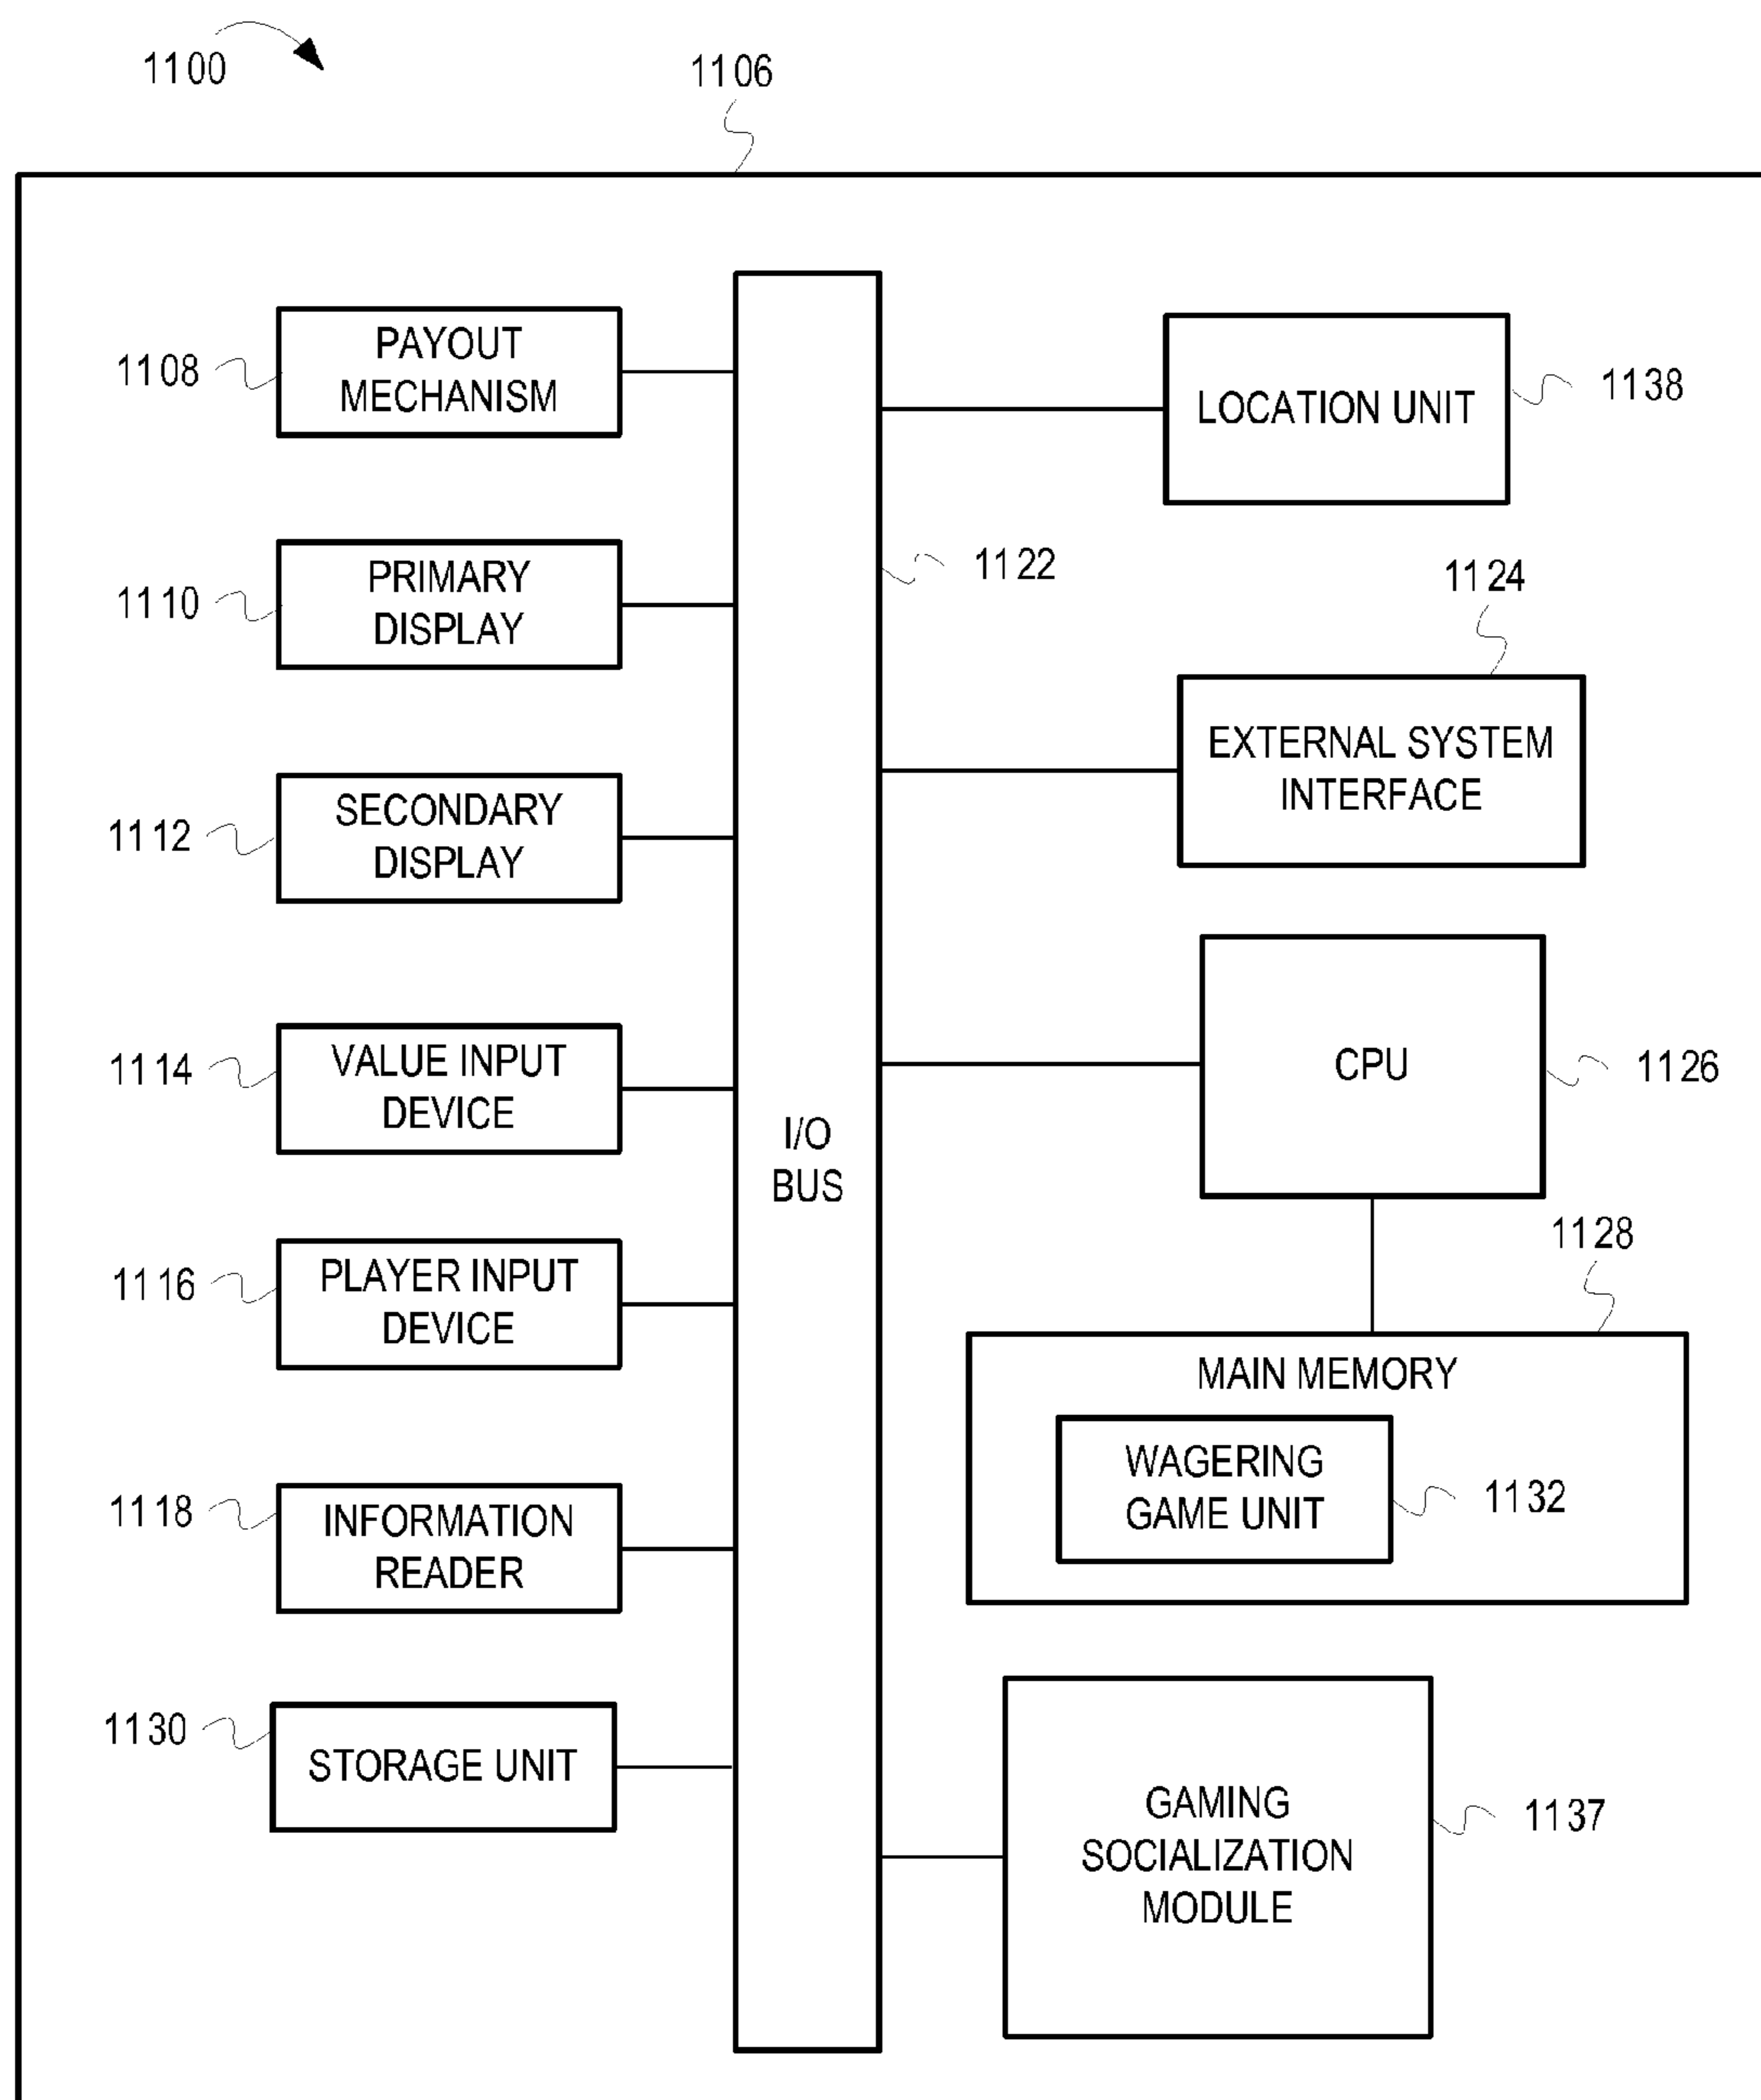 1100
1106
PAYOUT
MECHANISM
1108
PRIMARY
DISPLAY
1110
SECONDARY
DISPLAY
1112
VALUE INPUT
DEVICE
1114
PLAYER INPUT
DEVICE
1116
INFORMATION
READER
1118
STORAGE UNIT
1130
I/O
BUS
1122
LOCATION UNIT
1138
1124
EXTERNAL SYSTEM
INTERFACE
CPU
1126
1128
MAIN MEMORY
WAGERING
GAME UNIT
1132
GAMING
SOCIALIZATION
MODULE
1137